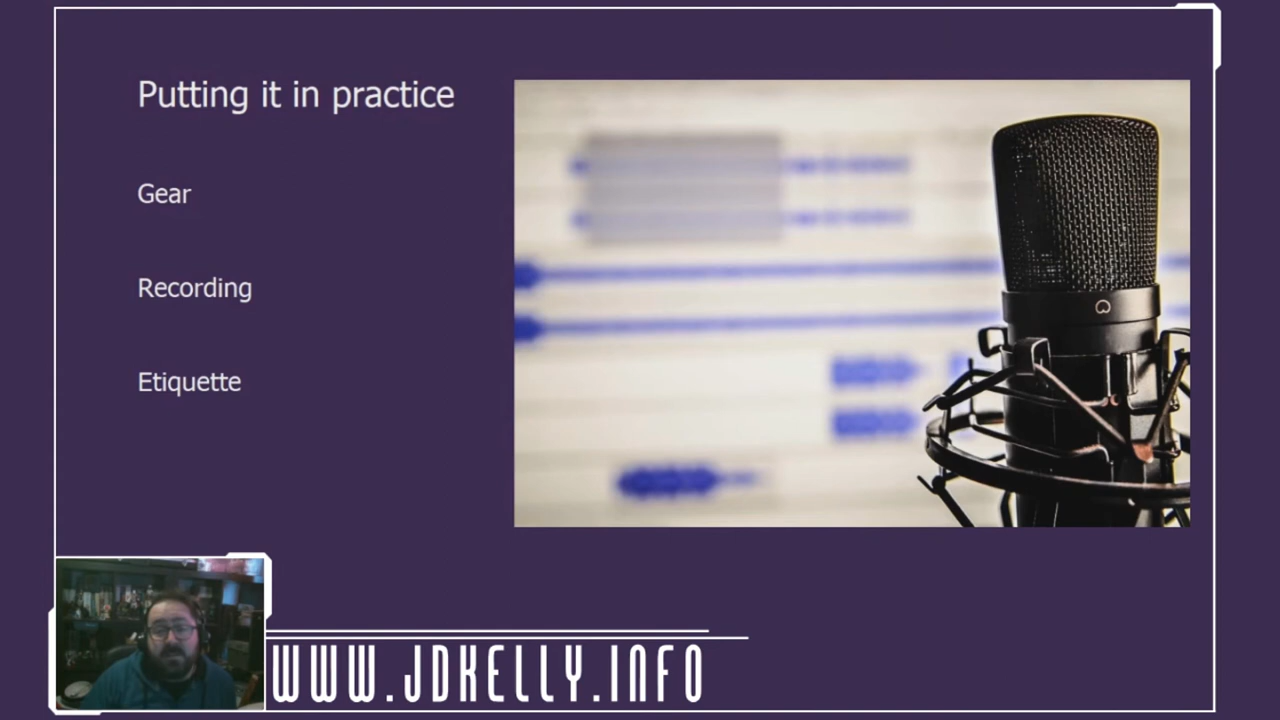 Putting it in practice
Gear
Recording
Etiquette
WWW.JDKELLY.INFO